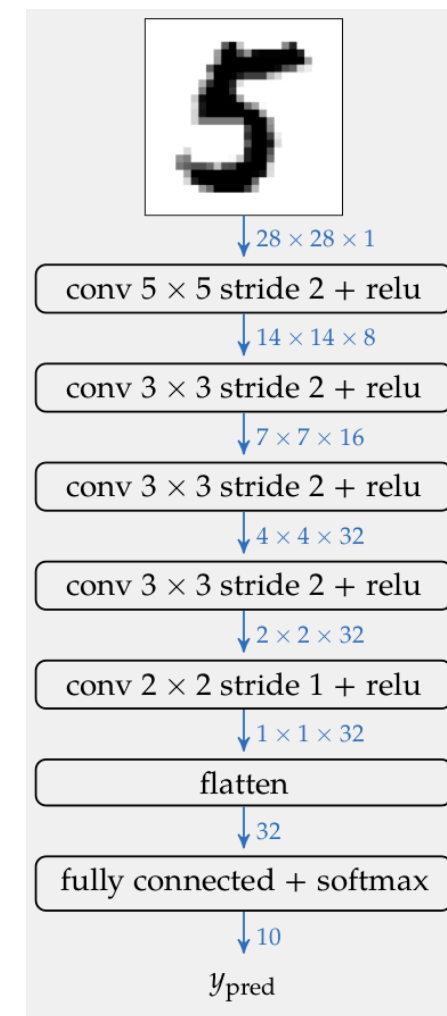 5
28 × 28 × 1
conv 5 × 5 stride 2 + relu
14 × 14 × 8
conv 3 × 3 stride 2 + relu
7 × 7 × 16
conv 3 × 3 stride 2 + relu
4 × 4 × 32
conv 3 × 3 stride 2 + relu
2 × 2 × 32
conv 2 × 2 stride 1 + relu
1 × 1 × 32
flatten
32
fully connected + softmax
10
y_pred